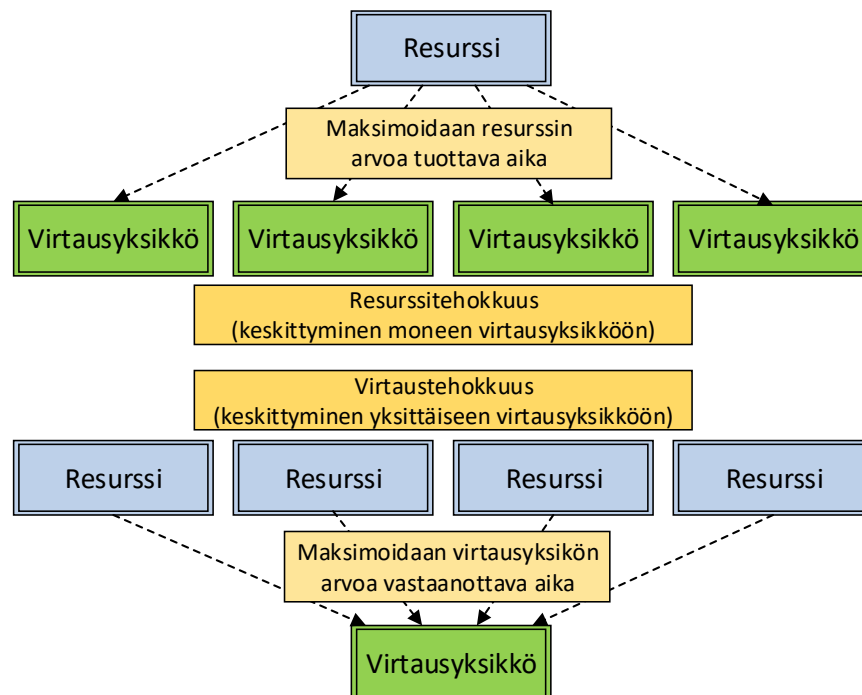 Resurssi
Maksimoidaan resurssin
arvoa tuottava aika
Virtausyksikkö
Virtausyksikkö
Virtausyksikkö
Virtausyksikkö
Resurssitehokkuus
(keskittyminen moneen virtausyksikköön)
Virtaustehokkuus
(keskittyminen yksittäiseen virtausyksikköön)
Resurssi
Resurssi
Resurssi
Resurssi
Maksimoidaan virtausyksikön
arvoa vastaanottava aika
Virtausyksikkö